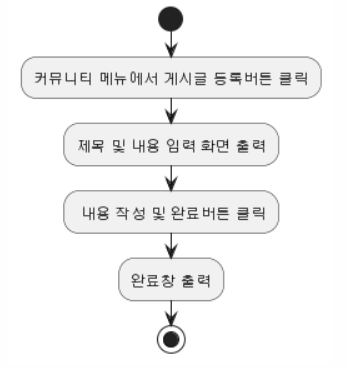 커뮤니티 메뉴에서 게시글 등록버튼 클릭
제목 및 내용 입력 화면 출력
내용 작성 및 완료버튼 클릭
완료창 출력